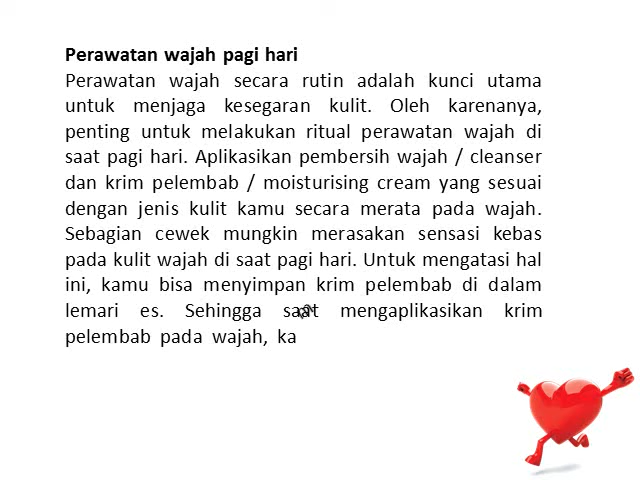 Perawatan wajah pagi hari
Perawatan wajah secara rutin adalah kunci utama
untuk menjaga kesegaran kulit. Oleh karenanya,
penting untuk melakukan ritual perawatan wajah di
saat pagi hari. Aplikasikan pembersih wajah / cleanser
dan krim pelembab / moisturising cream yang sesuai
dengan jenis kulit kamu secara merata pada wajah.
Sebagian cewek mungkin merasakan sensasi kebas
pada kulit wajah di saat pagi hari. Untuk mengatasi hal
ini, kamu bisa menyimpan krim pelembab di dalam
lemari es. Sehingga saat mengaplikasikan krim
pelembab pada wajah, ka